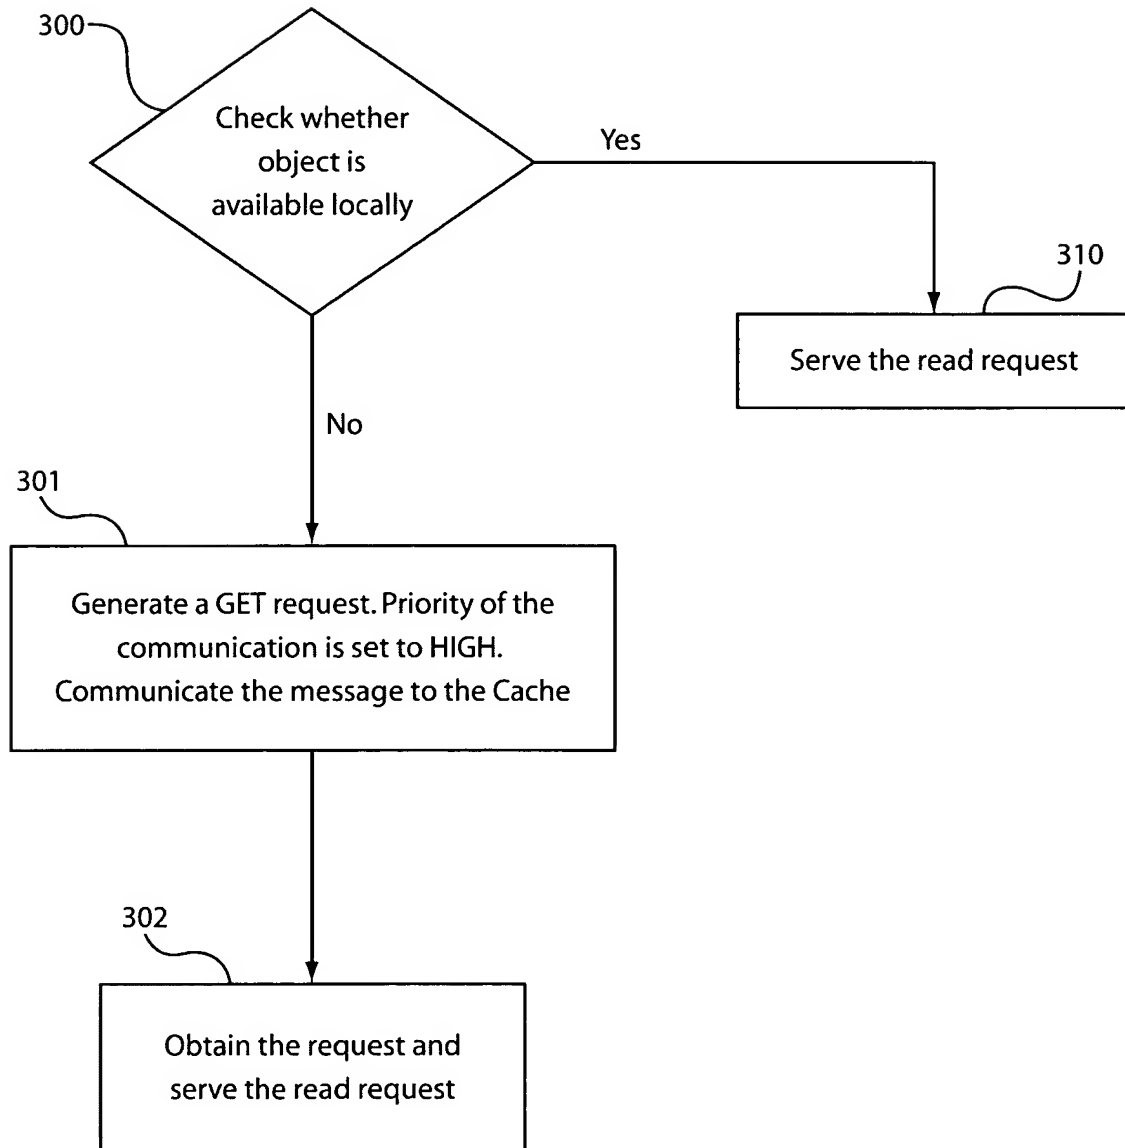 300
Check whether
object is
available locally
Yes
310
Serve the read request
No
301
Generate a GET request. Priority of the
communication is set to HIGH.
Communicate the message to the Cache
302
Obtain the request and
serve the read request